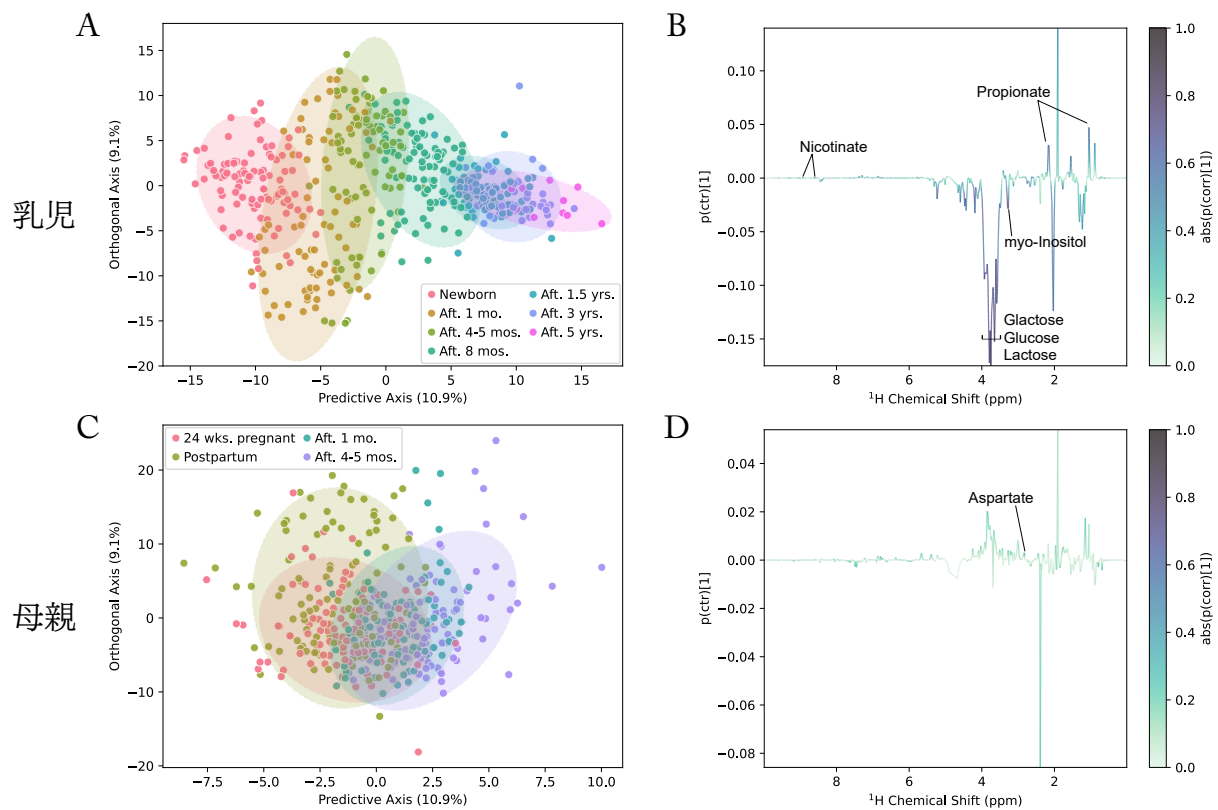 A
Orthogonal Axis (9.1%)
15
10
5
0
−5
−10
−15
−20
−15
−10
−5
0
5
10
15
20
Predictive Axis (10.9%)
Newborn
Aft. 1 mo.
Aft. 4-5 mos.
Aft. 8 mos.
Aft. 1.5 yrs.
Aft. 3 yrs.
Aft. 5 yrs.
乳児
B
p(ctr)[1]
0.10
0.05
0.00
−0.05
−0.10
−0.15
Nicotinate
Propionate
myo-Inositol
Glactose
Glucose
Lactose
8
6
4
2
¹H Chemical Shift (ppm)
1.0
0.8
0.6
0.4
0.2
0.0
abs(p(corr)[1])
C
Orthogonal Axis (9.1%)
20
10
0
−10
−20
−7.5
−5.0
−2.5
0.0
2.5
5.0
7.5
10.0
Predictive Axis (10.9%)
24 wks. pregnant
Postpartum
Aft. 1 mo.
Aft. 4-5 mos.
母親
D
p(ctr)[1]
0.04
0.02
0.00
−0.02
−0.04
−0.06
−0.08
Aspartate
8
6
4
2
¹H Chemical Shift (ppm)
1.0
0.8
0.6
0.4
0.2
0.0
abs(p(corr)[1])